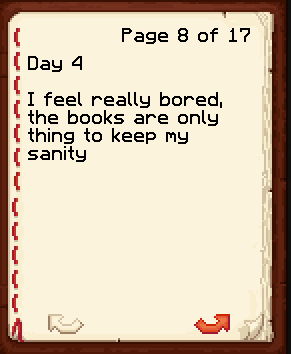 Page 8 of 17
Day 4
I feel really bored,
the books are only
thing to keep my
sanity